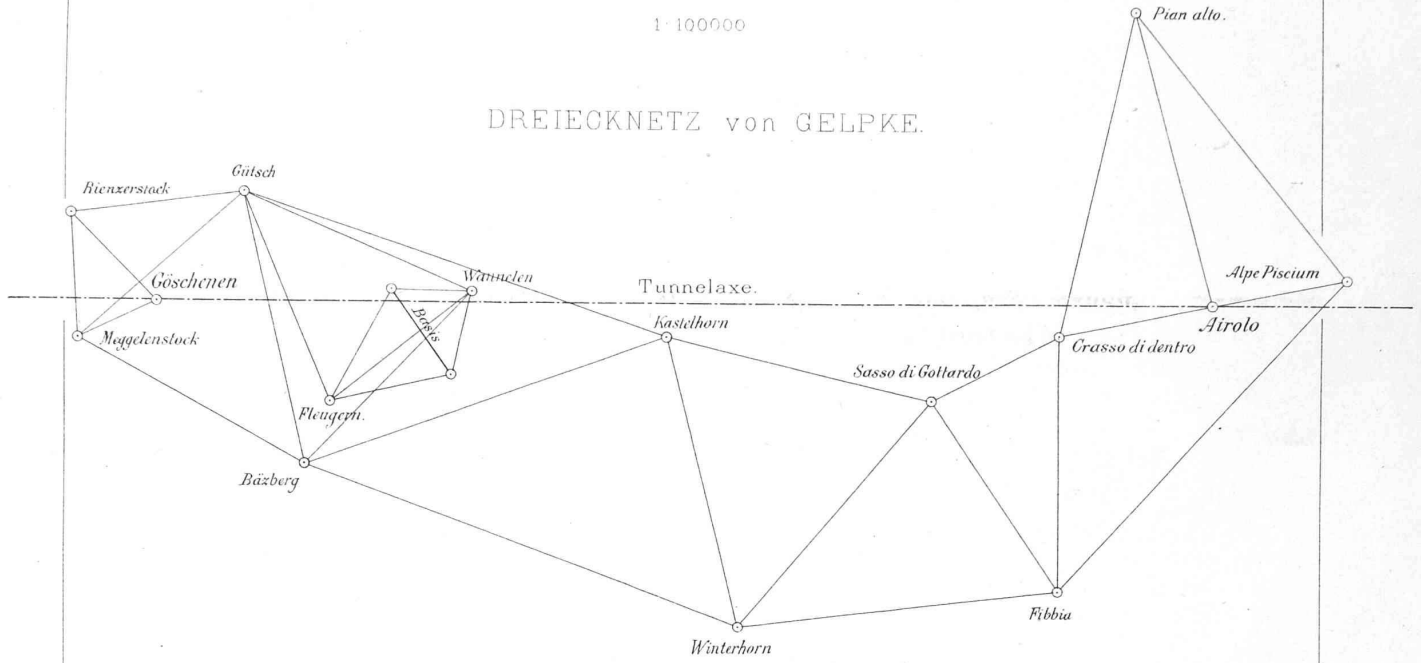 1:100000
Pian alto.
DREIECKNETZ von GELPKE.
Gütsch
Rienzerstock
Göschenen
Wannelen
Tunnelaxe.
Alpe Piscium
Basis
Kastelhorn
Airolo
Meggelenstock
Crasso di dentro
Sasso di Gottardo
Fleugern.
Bäzberg
Fibbia
Winterhorn